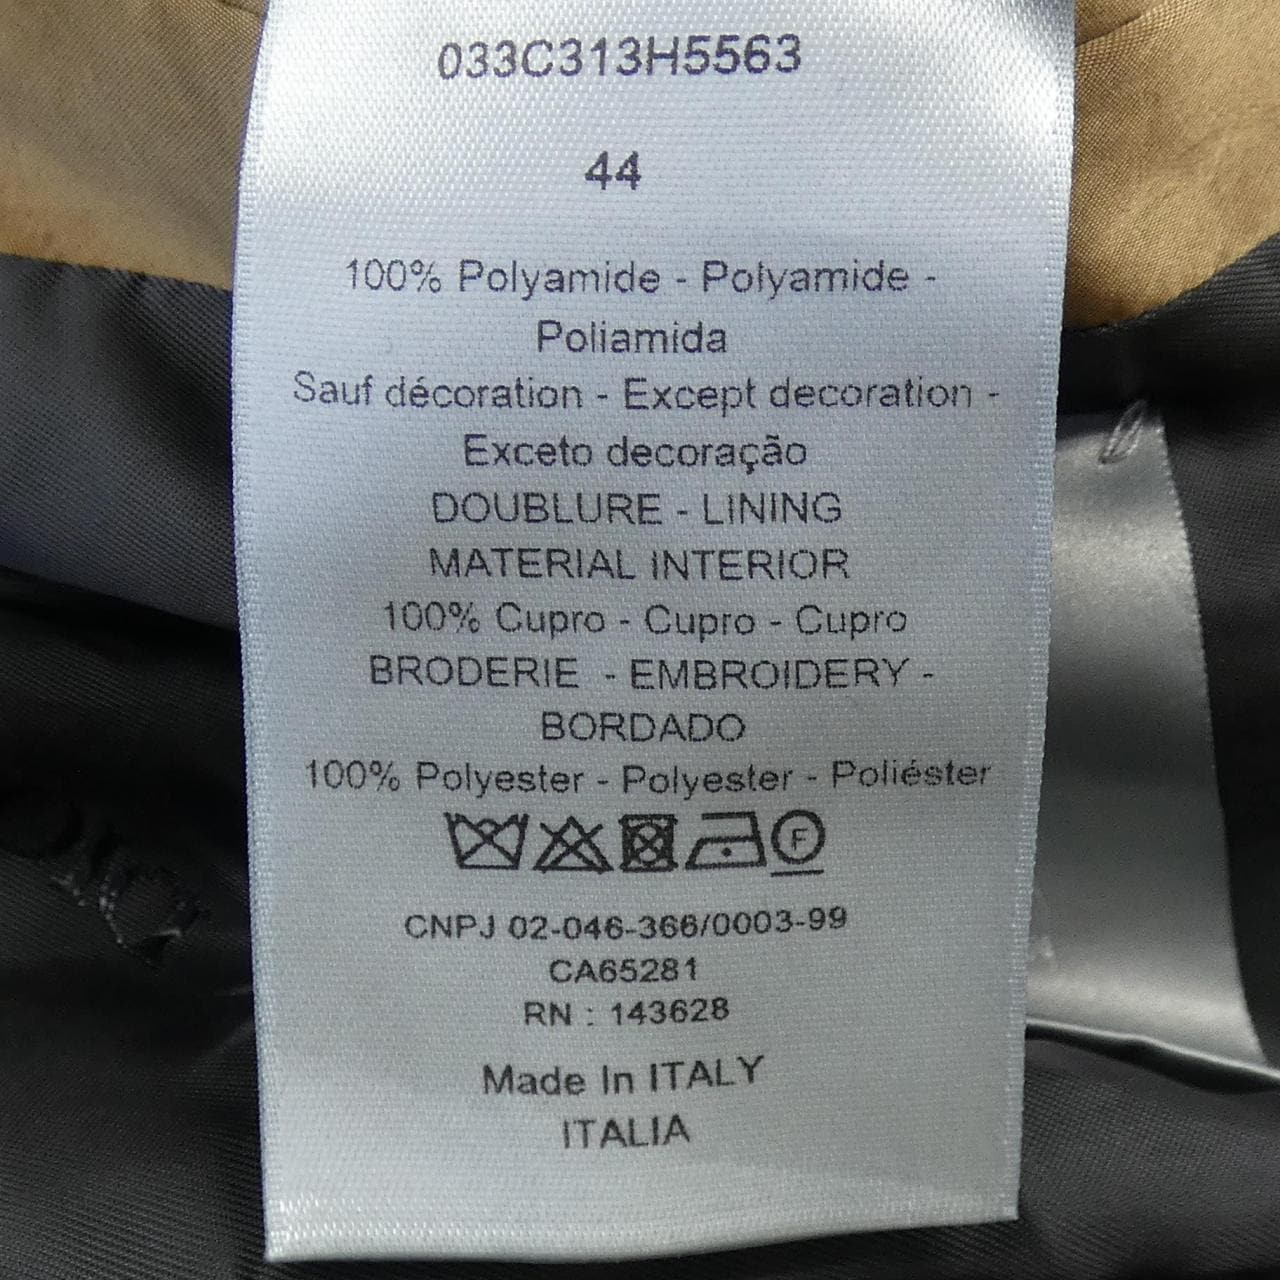 033C313H5563
44
100% Polyamide - Polyamide -
Poliamida
Sauf décoration - Except decoration -
Exceto decoração
DOUBLURE - LINING
MATERIAL INTERIOR
100% Cupro - Cupro - Cupro
BRODERIE - EMBROIDERY -
BORDADO
100% Polyester - Polyester - Poliéster
F
CNPJ 02-046-366/0003-99
CA65281
RN : 143628
Made In ITALY
ITALIA